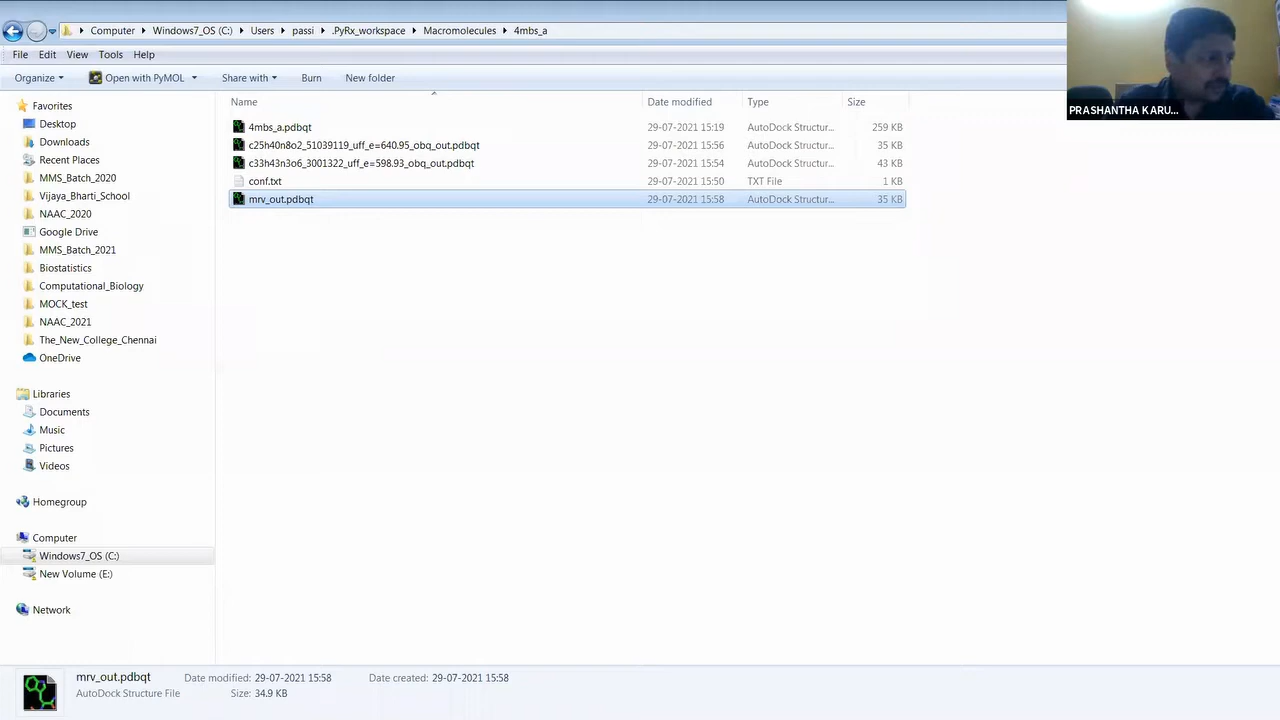 Computer Windows7_OS (C:) Users passi .PyRx_workspace Macromolecules 4mbs_a
File Edit View Tools Help
Organize Open with PyMOL Share with Burn New folder
PRASHANTHA KARU...
Favorites
Desktop
Downloads
Recent Places
MMS_Batch_2020
Vijaya_Bharti_School
NAAC_2020
Google Drive
MMS_Batch_2021
Biostatistics
Computational_Biology
MOCK_test
NAAC_2021
The_New_College_Chennai
OneDrive
Libraries
Documents
Music
Pictures
Videos
Homegroup
Computer
Windows7_OS (C:)
New Volume (E:)
Network
Name Date modified Type Size
4mbs_a.pdbqt 29-07-2021 15:19 AutoDock Structur... 259 KB
c25h40n8o2_51039119_uff_e=640.95_obq_out.pdbqt 29-07-2021 15:56 AutoDock Structur... 35 KB
c33h43n3o6_3001322_uff_e=598.93_obq_out.pdbqt 29-07-2021 15:54 AutoDock Structur... 43 KB
conf.txt 29-07-2021 15:50 TXT File 1 KB
mrv_out.pdbqt 29-07-2021 15:58 AutoDock Structur... 35 KB
mrv_out.pdbqt Date modified: 29-07-2021 15:58 Date created: 29-07-2021 15:58
AutoDock Structure File Size: 34.9 KB